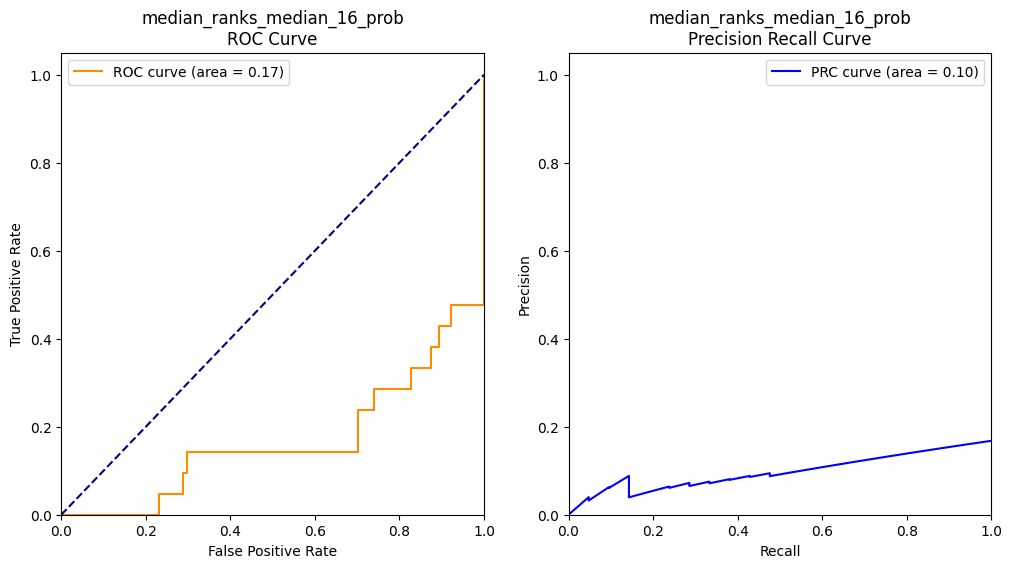 median_ranks_median_16_prob
ROC Curve
ROC curve (area = 0.17)
1.0
0.8
0.6
0.4
0.2
0.0
True Positive Rate
0.0 0.2 0.4 0.6 0.8 1.0
False Positive Rate
median_ranks_median_16_prob
Precision Recall Curve
PRC curve (area = 0.10)
1.0
0.8
0.6
0.4
0.2
0.0
Precision
0.0 0.2 0.4 0.6 0.8 1.0
Recall